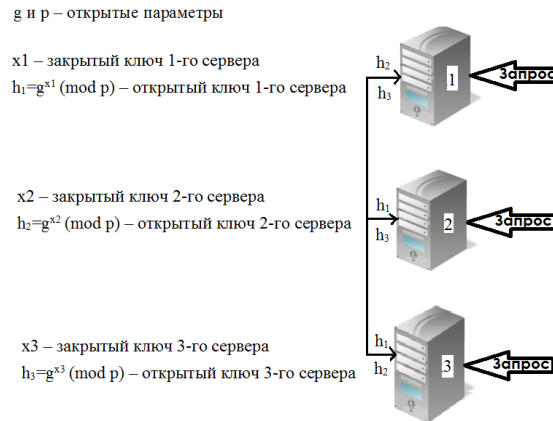 g и p – открытые параметры
x1 – закрытый ключ 1-го сервера
h₁=gˣ¹ (mod p) – открытый ключ 1-го сервера
h₂
h₃
1
Запрос
x2 – закрытый ключ 2-го сервера
h₂=gˣ² (mod p) – открытый ключ 2-го сервера
h₁
h₃
2
Запрос
x3 – закрытый ключ 3-го сервера
h₃=gˣ³ (mod p) – открытый ключ 3-го сервера
h₁
h₂
3
Запрос